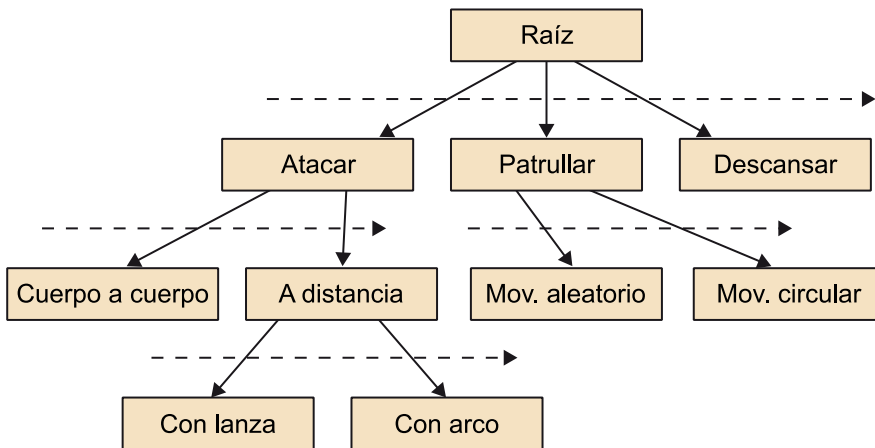 Raíz
Atacar
Patrullar
Descansar
Cuerpo a cuerpo
A distancia
Mov. aleatorio
Mov. circular
Con lanza
Con arco